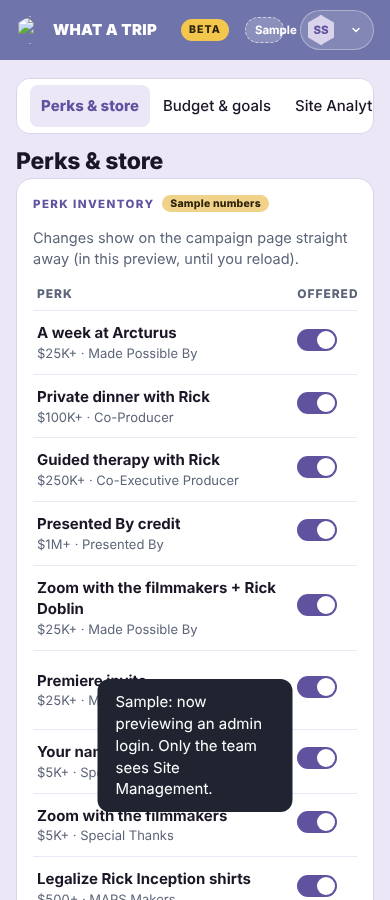 WHAT A TRIP
BETA
Sample
SS
Perks & store
Budget & goals
Site Analyt
Perks & store
PERK INVENTORY
Sample numbers
Changes show on the campaign page straight
away (in this preview, until you reload).
PERK
OFFERED
A week at Arcturus
$25K+ · Made Possible By
Private dinner with Rick
$100K+ · Co-Producer
Guided therapy with Rick
$250K+ · Co-Executive Producer
Presented By credit
$1M+ · Presented By
Zoom with the filmmakers + Rick
Doblin
$25K+ · Made Possible By
Premiere invite
$25K+ · M
Sample: now
previewing an admin
login. Only the team
sees Site
Management.
Your nar
$5K+ · Spe
Zoom with the filmmakers
$5K+ · Special Thanks
Legalize Rick Inception shirts
$500+ · MAPS Makers